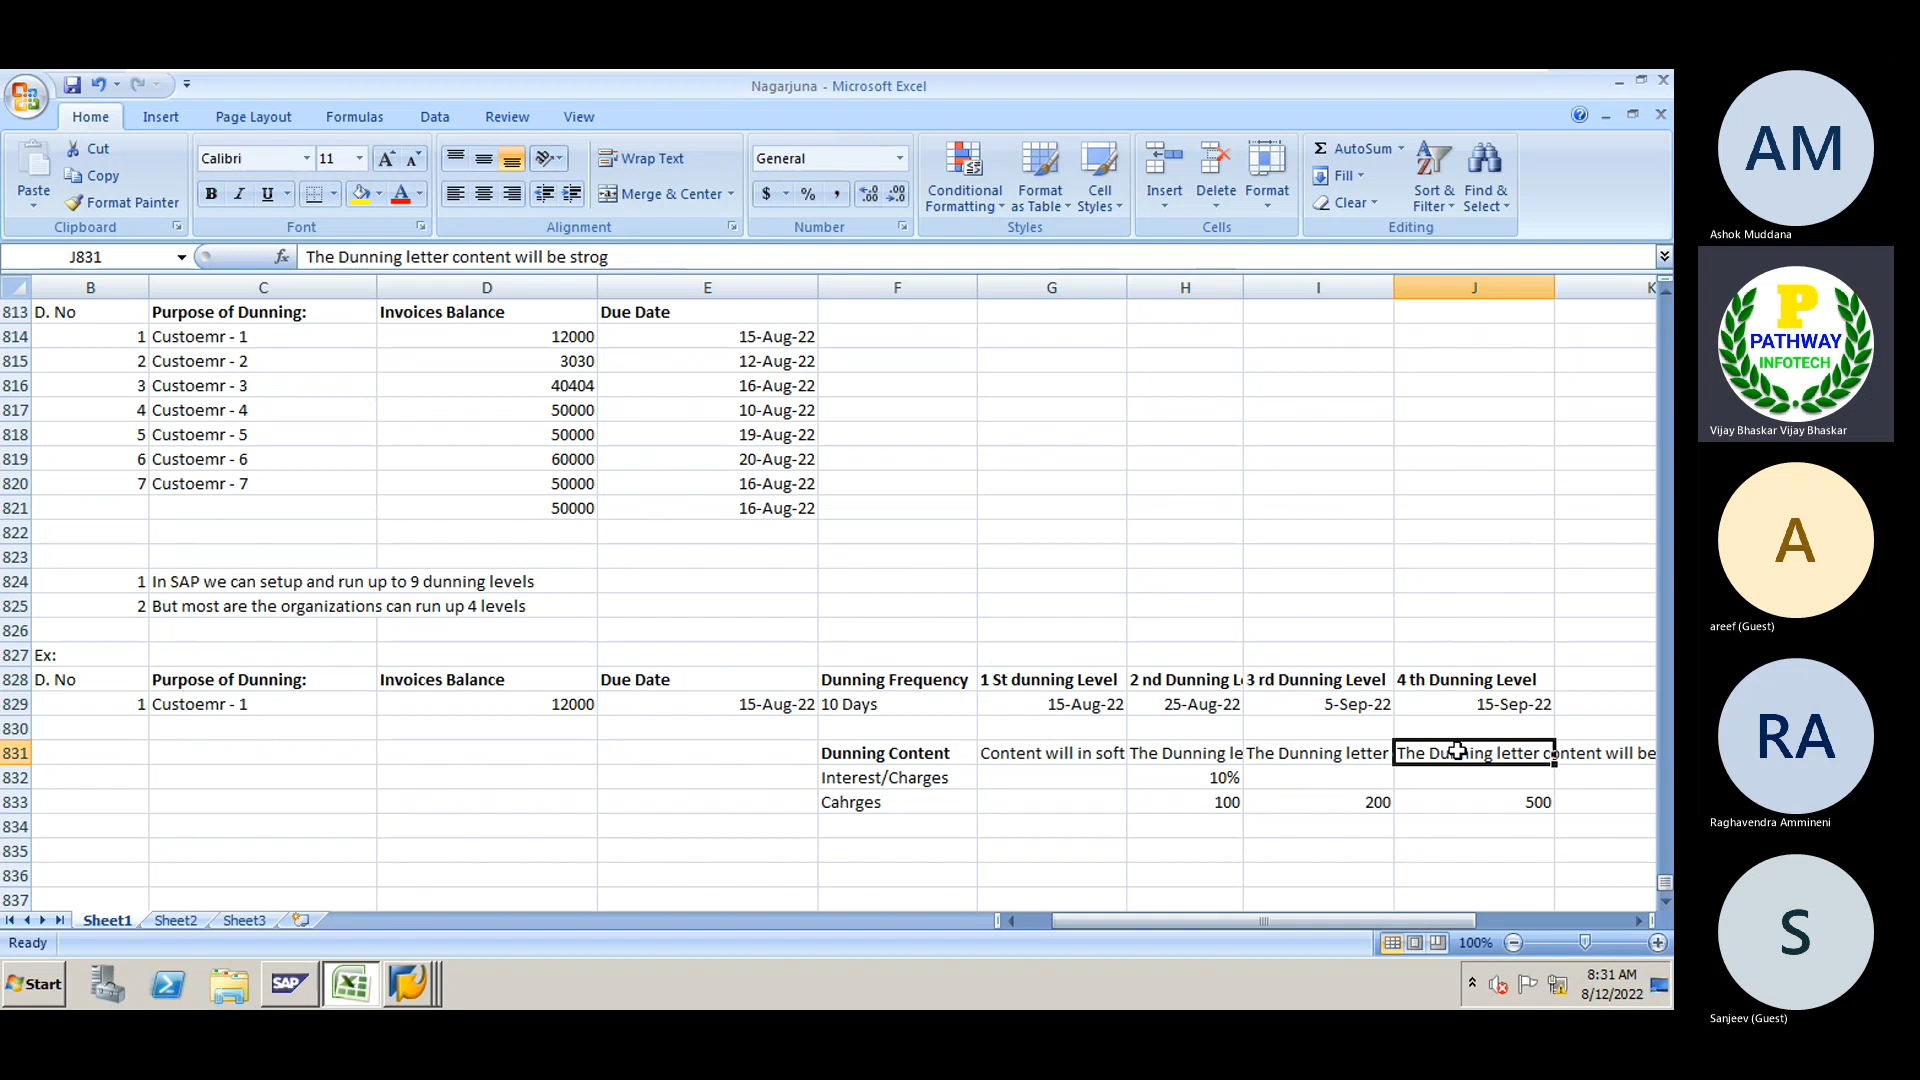 Nagarjuna - Microsoft Excel
Home Insert Page Layout Formulas Data Review View
Paste Cut Copy Format Painter Clipboard
Calibri 11 A A B I U A Font
Wrap Text Merge & Center Alignment
General $ % , .0 .00 .00 .0 Number
Conditional Formatting Format as Table Cell Styles Styles
Insert Delete Format Cells
Σ AutoSum Fill Clear Sort & Filter Find & Select Editing
J831 fx The Dunning letter content will be strog
B C D E F G H I J K
813 D. No Purpose of Dunning: Invoices Balance Due Date
814 1 Custoemr - 1 12000 15-Aug-22
815 2 Custoemr - 2 3030 12-Aug-22
816 3 Custoemr - 3 40404 16-Aug-22
817 4 Custoemr - 4 50000 10-Aug-22
818 5 Custoemr - 5 50000 19-Aug-22
819 6 Custoemr - 6 60000 20-Aug-22
820 7 Custoemr - 7 50000 16-Aug-22
821 50000 16-Aug-22
822
823
824 1 In SAP we can setup and run up to 9 dunning levels
825 2 But most are the organizations can run up 4 levels
826
827 Ex:
828 D. No Purpose of Dunning: Invoices Balance Due Date Dunning Frequency 1 St dunning Level 2 nd Dunning L 3 rd Dunning Level 4 th Dunning Level
829 1 Custoemr - 1 12000 15-Aug-22 10 Days 15-Aug-22 25-Aug-22 5-Sep-22 15-Sep-22
830
831 Dunning Content Content will in soft The Dunning le The Dunning letter The Dunning letter content will be
832 Interest/Charges 10%
833 Cahrges 100 200 500
834
835
836
837
Sheet1 Sheet2 Sheet3
Ready 100%
Start SAP
8:31 AM
8/12/2022
AM
Ashok Muddana
P
PATHWAY
INFOTECH
Vijay Bhaskar Vijay Bhaskar
A
areef (Guest)
RA
Raghavendra Ammineni
S
Sanjeev (Guest)